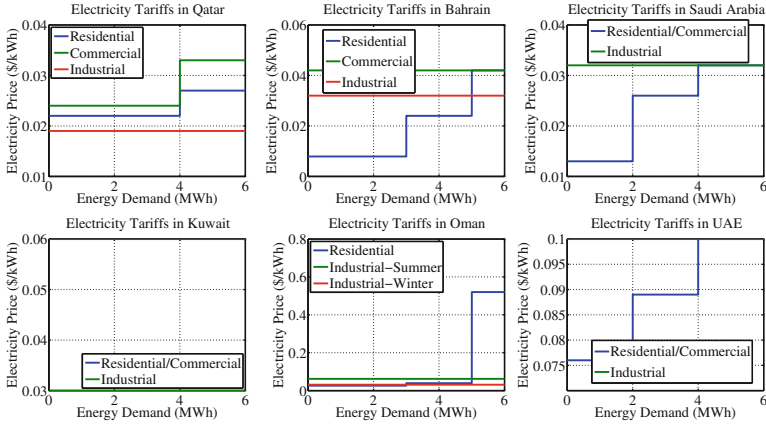 Electricity Tariffs in Qatar
Electricity Price ($/kWh)
0.04
0.03
0.02
0.01
Residential
Commercial
Industrial
0 2 4 6
Energy Demand (MWh)
Electricity Tariffs in Bahrain
Electricity Price ($/kWh)
0.06
0.04
0.02
0
Residential
Commercial
Industrial
0 2 4 6
Energy Demand (MWh)
Electricity Tariffs in Saudi Arabia
Electricity Price ($/kWh)
0.04
0.03
0.02
0.01
Residential/Commercial
Industrial
0 2 4 6
Energy Demand (MWh)
Electricity Tariffs in Kuwait
Electricity Price ($/kWh)
0.06
0.05
0.04
0.03
Residential/Commercial
Industrial
0 2 4 6
Energy Demand (MWh)
Electricity Tariffs in Oman
Electricity Price ($/kWh)
0.8
0.6
0.4
0.2
0
Residential
Industrial−Summer
Industrial−Winter
0 2 4 6
Energy Demand (MWh)
Electricity Tariffs in UAE
Electricity Price ($/kWh)
0.1
0.095
0.09
0.085
0.08
0.075
Residential/Commercial
Industrial
0 2 4 6
Energy Demand (MWh)